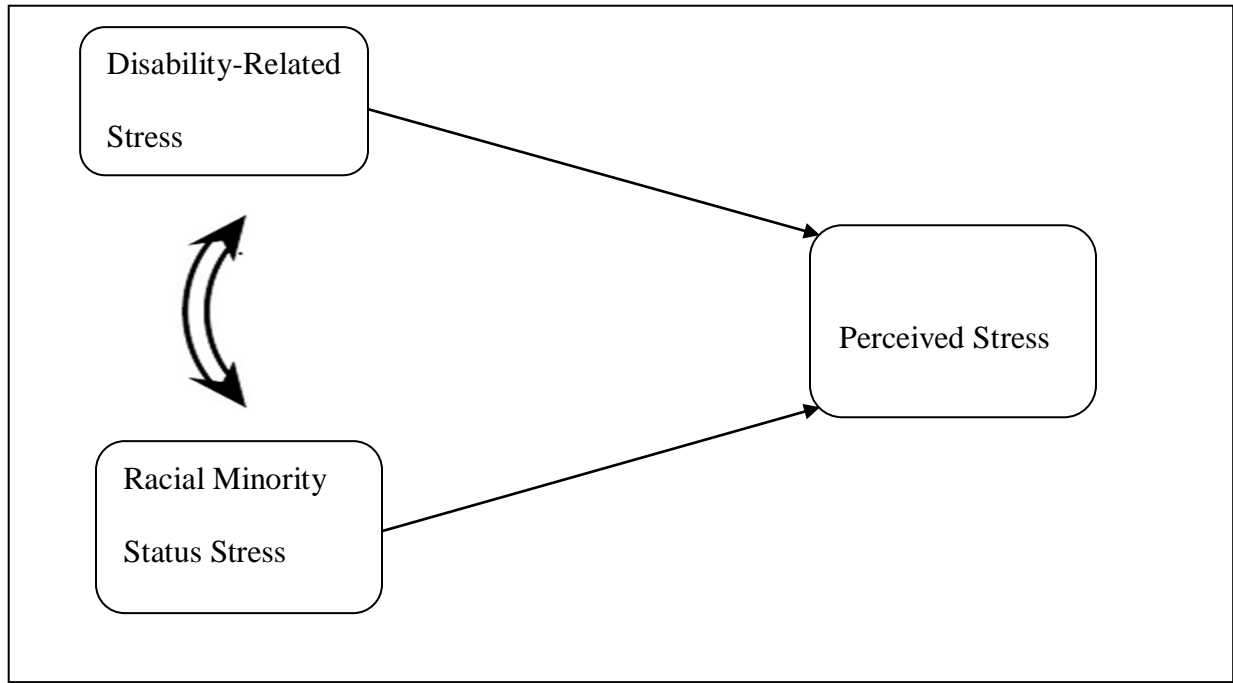 Disability-Related
Stress
Perceived Stress
Racial Minority
Status Stress